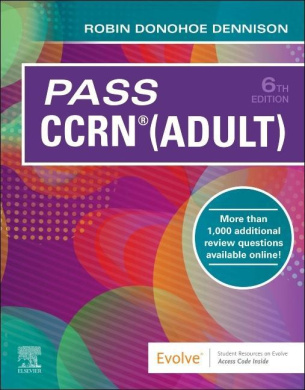 ROBIN DONOHOE DENNISON
6TH
EDITION
PASS
CCRN® (ADULT)
More than
1,000 additional
review questions
available online!
ELSEVIER
Evolve®
Student Resources on Evolve
Access Code Inside